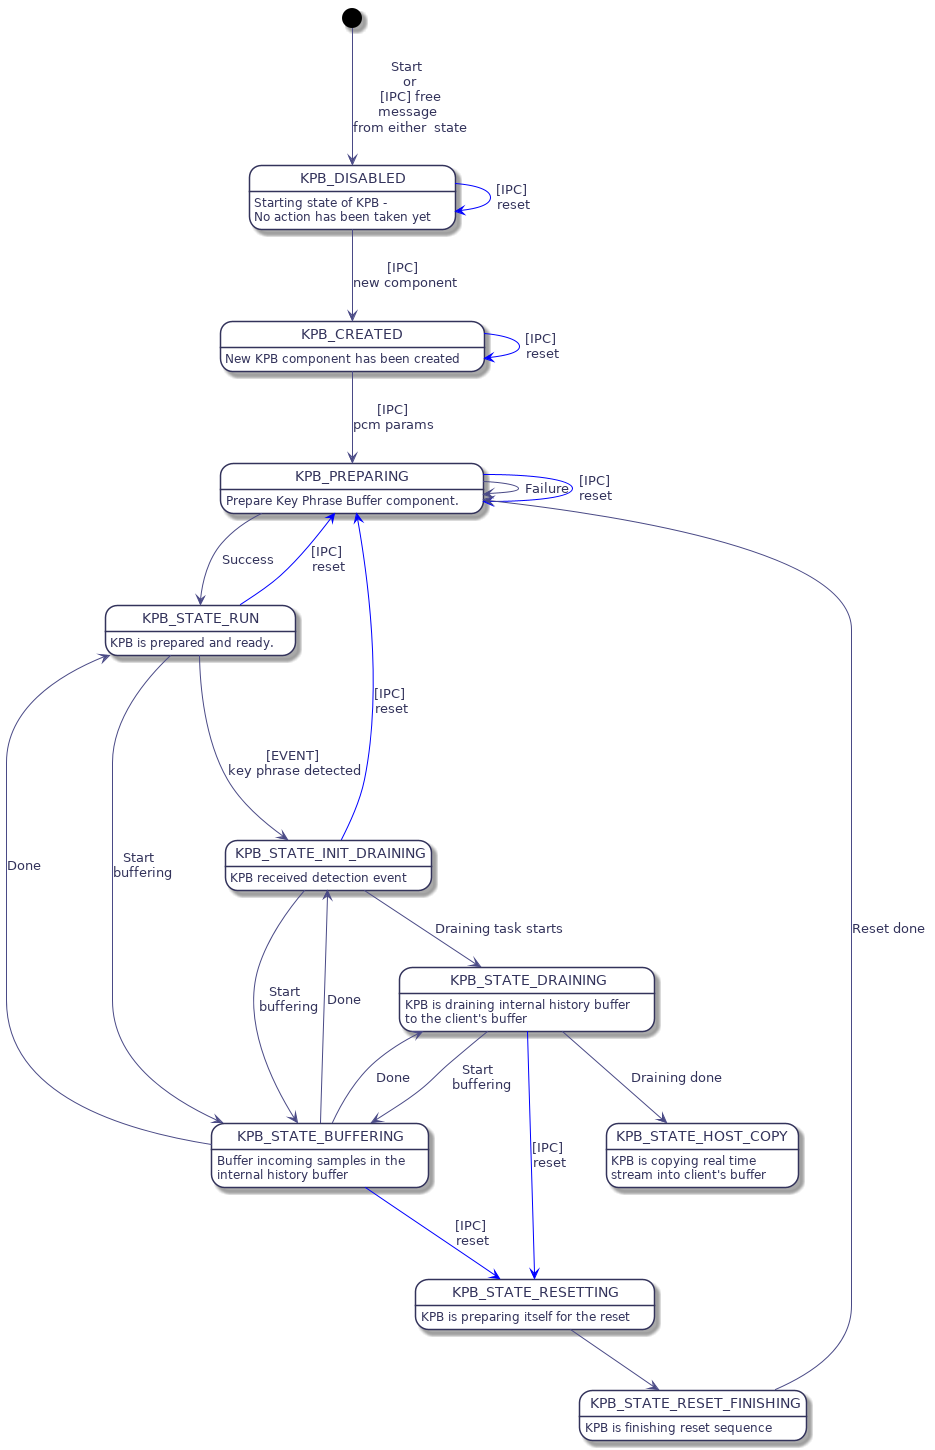 Start
or
[IPC] free
message
from either  state
KPB_DISABLED
Starting state of KPB -
No action has been taken yet
[IPC]
reset
[IPC]
new component
KPB_CREATED
New KPB component has been created
[IPC]
reset
[IPC]
pcm params
KPB_PREPARING
Prepare Key Phrase Buffer component.
Failure
[IPC]
reset
Success
[IPC]
reset
KPB_STATE_RUN
KPB is prepared and ready.
[IPC]
reset
[EVENT]
key phrase detected
KPB_STATE_INIT_DRAINING
KPB received detection event
Done
Start
buffering
Draining task starts
Reset done
KPB_STATE_DRAINING
KPB is draining internal history buffer
to the client's buffer
Start
buffering
Done
Done
Start
buffering
Draining done
KPB_STATE_BUFFERING
Buffer incoming samples in the
internal history buffer
[IPC]
reset
KPB_STATE_HOST_COPY
KPB is copying real time
stream into client's buffer
[IPC]
reset
KPB_STATE_RESETTING
KPB is preparing itself for the reset
KPB_STATE_RESET_FINISHING
KPB is finishing reset sequence